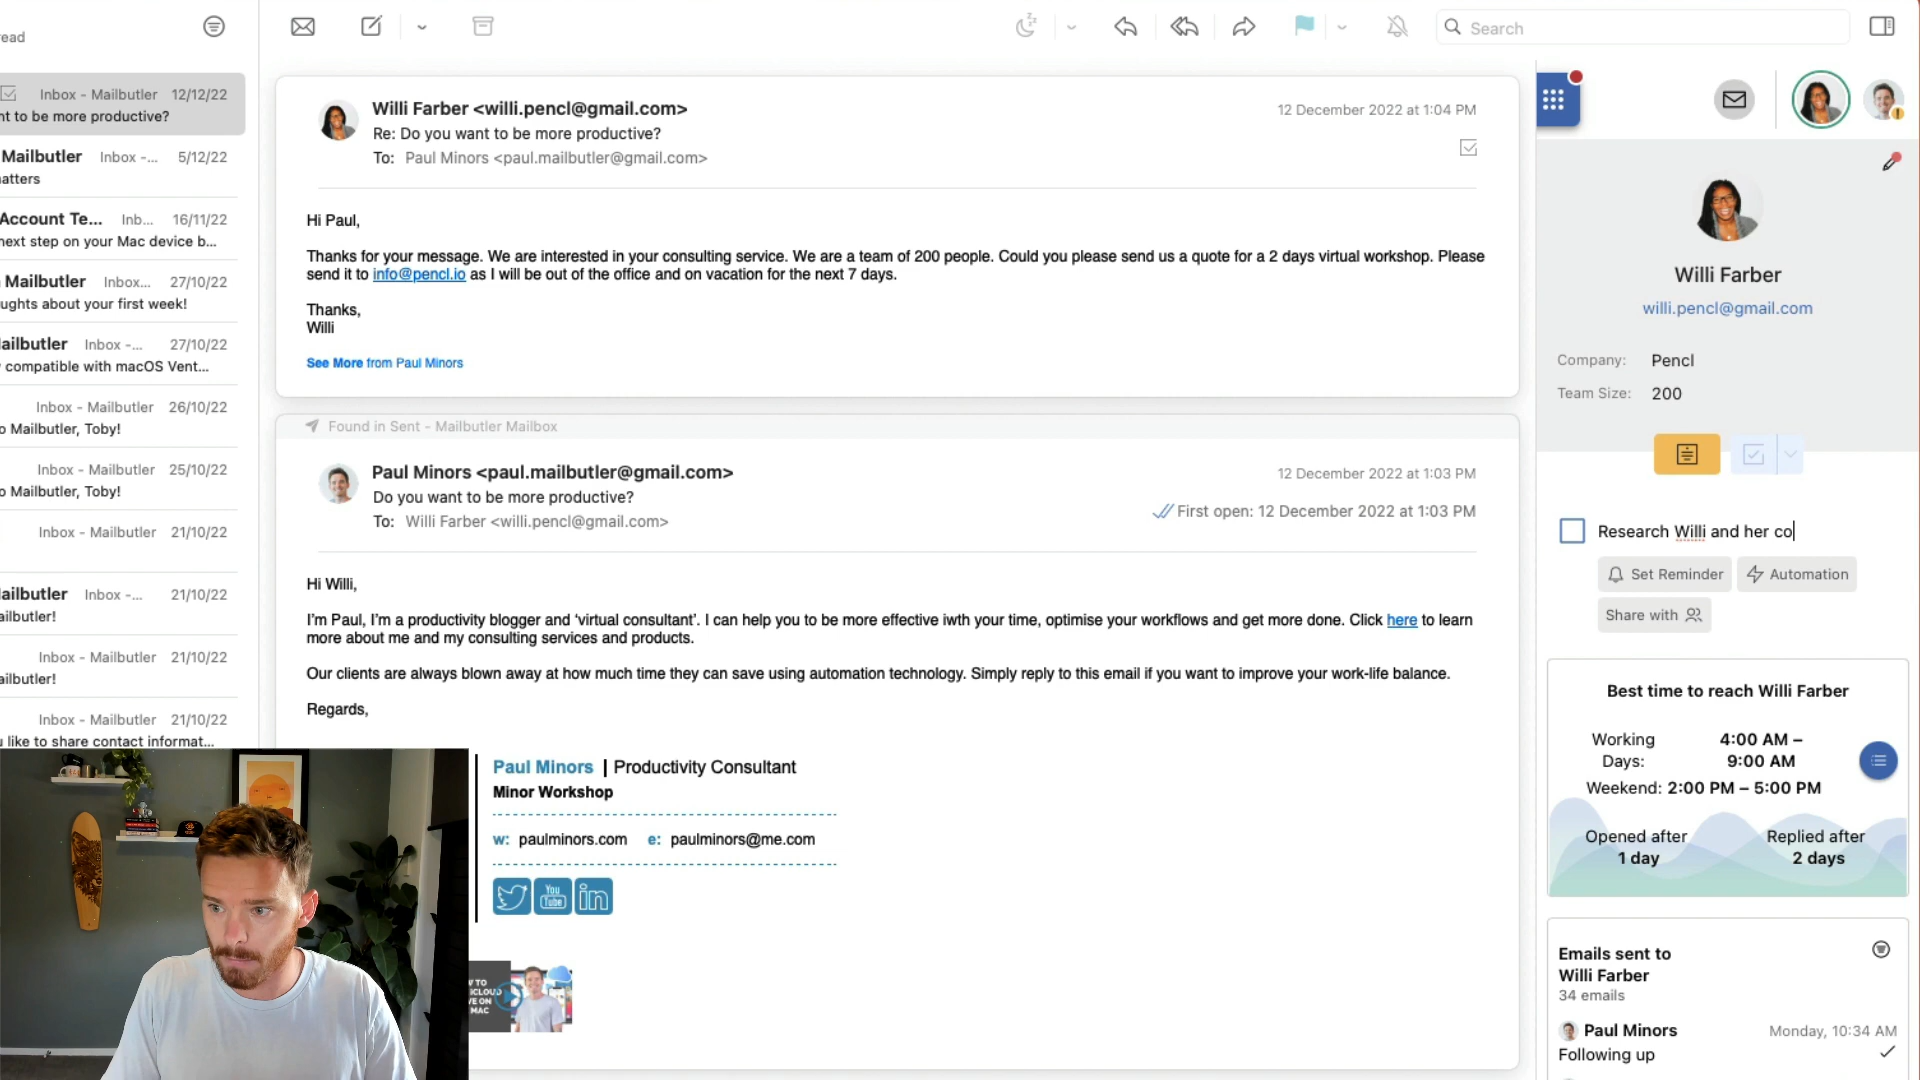 read
Search
Inbox - Mailbutler 12/12/22
nt to be more productive?
Mailbutler Inbox -... 5/12/22
atters
Account Te... Inb... 16/11/22
next step on your Mac device b...
Mailbutler Inbox... 27/10/22
ughts about your first week!
ailbutler Inbox -... 27/10/22
compatible with macOS Vent...
Inbox - Mailbutler 26/10/22
o Mailbutler, Toby!
Inbox - Mailbutler 25/10/22
o Mailbutler, Toby!
Inbox - Mailbutler 21/10/22
ailbutler Inbox -... 21/10/22
ailbutler!
Inbox - Mailbutler 21/10/22
ailbutler!
Inbox - Mailbutler 21/10/22
u like to share contact informat...
Willi Farber <willi.pencl@gmail.com> 12 December 2022 at 1:04 PM
Re: Do you want to be more productive?
To: Paul Minors <paul.mailbutler@gmail.com>
Hi Paul,
Thanks for your message. We are interested in your consulting service. We are a team of 200 people. Could you please send us a quote for a 2 days virtual workshop. Please
send it to info@pencl.io as I will be out of the office and on vacation for the next 7 days.
Thanks,
Willi
See More from Paul Minors
Found in Sent - Mailbutler Mailbox
Paul Minors <paul.mailbutler@gmail.com> 12 December 2022 at 1:03 PM
Do you want to be more productive?
To: Willi Farber <willi.pencl@gmail.com> First open: 12 December 2022 at 1:03 PM
Hi Willi,
I'm Paul, I'm a productivity blogger and ‘virtual consultant’. I can help you to be more effective iwth your time, optimise your workflows and get more done. Click here to learn
more about me and my consulting services and products.
Our clients are always blown away at how much time they can save using automation technology. Simply reply to this email if you want to improve your work-life balance.
Regards,
Paul Minors | Productivity Consultant
Minor Workshop
w: paulminors.com e: paulminors@me.com
You
Tube
in
TO
ICLOUD
VE ON
MAC
Willi Farber
willi.pencl@gmail.com
Company: Pencl
Team Size: 200
Research Willi and her co
Set Reminder
Automation
Share with
Best time to reach Willi Farber
Working
Days:
4:00 AM –
9:00 AM
Weekend: 2:00 PM – 5:00 PM
Opened after
1 day
Replied after
2 days
Emails sent to
Willi Farber
34 emails
Paul Minors Monday, 10:34 AM
Following up